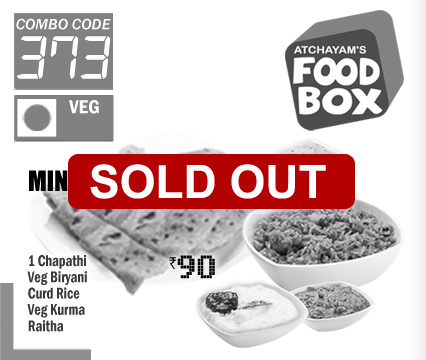 COMBO CODE
373
VEG
ATCHAYAM'S
FOOD
BOX
MIN
SOLD OUT
1 Chapathi
Veg Biryani
Curd Rice
Veg Kurma
Raitha
₹90